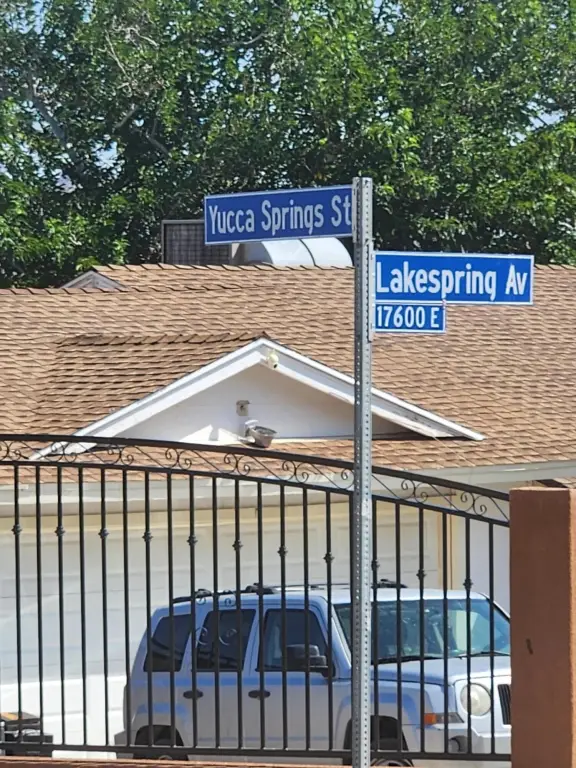 Yucca Springs St
Lakespring Av
17600 E